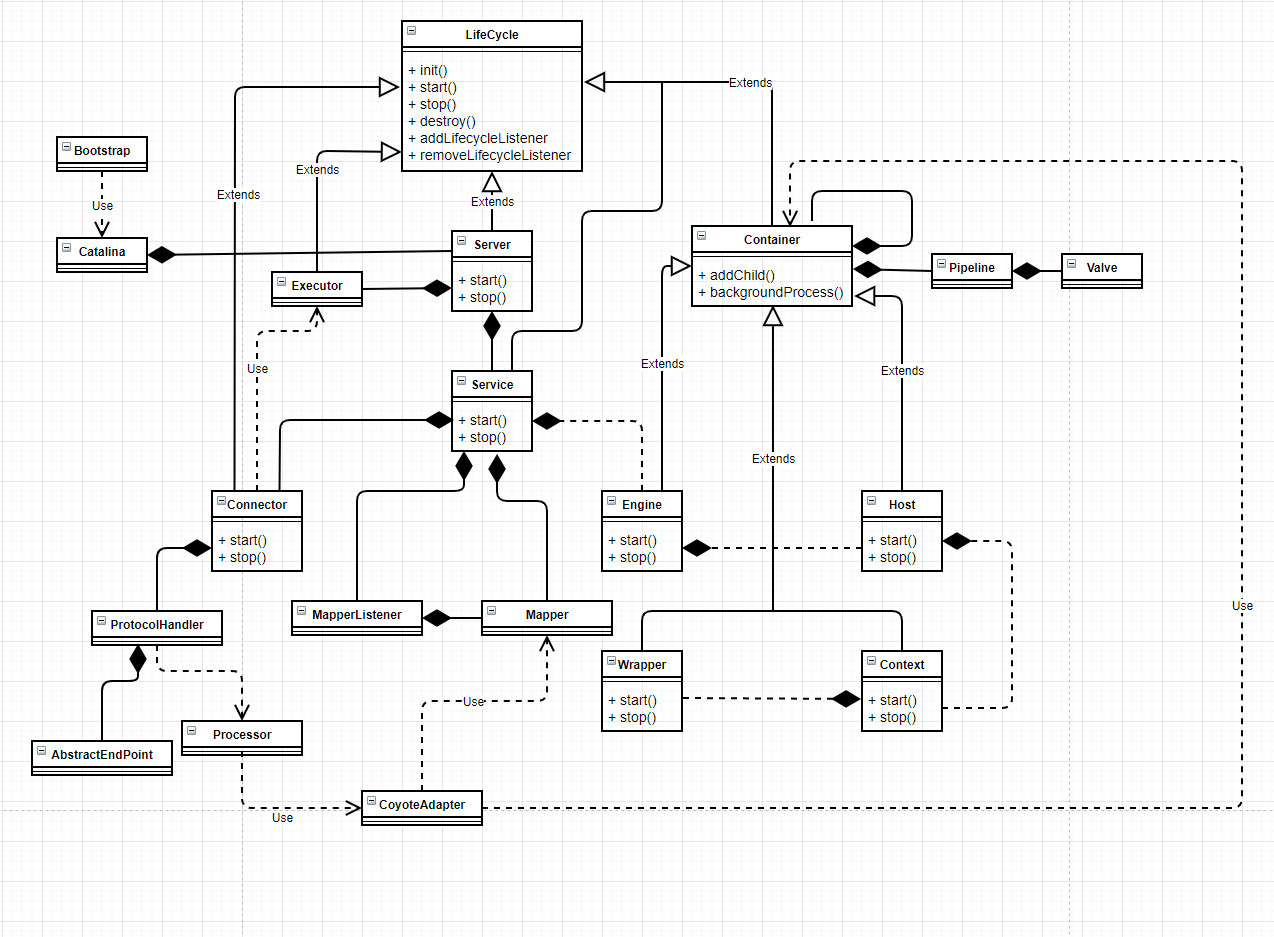 LifeCycle
+ init()
+ start()
+ stop()
+ destroy()
+ addLifecycleListener
+ removeLifecycleListener
Extends
Bootstrap
Use
Extends
Extends
Extends
Catalina
Server
+ start()
+ stop()
Executor
Container
+ addChild()
+ backgroundProcess()
Pipeline
Valve
Use
Extends
Extends
Service
+ start()
+ stop()
Extends
Connector
+ start()
+ stop()
Engine
+ start()
+ stop()
Host
+ start()
+ stop()
Use
MapperListener
Mapper
ProtocolHandler
Wrapper
+ start()
+ stop()
Context
+ start()
+ stop()
Use
Processor
AbstractEndPoint
CoyoteAdapter
Use